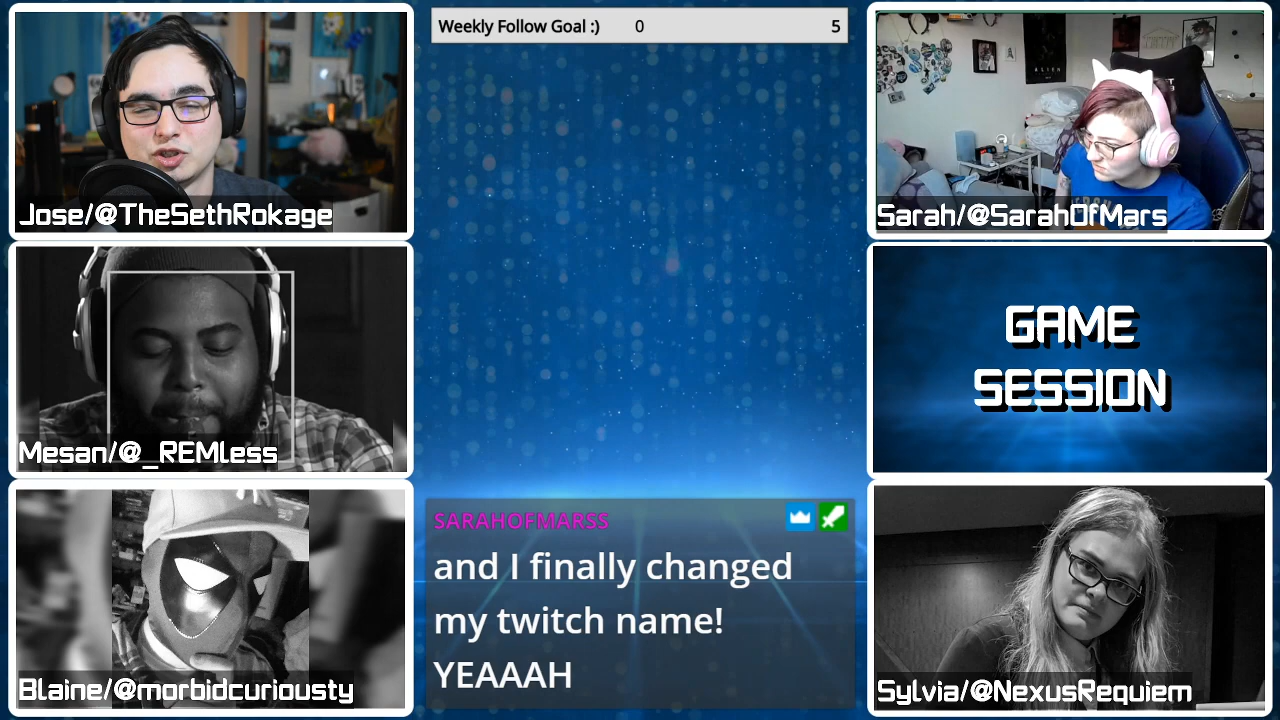 Weekly Follow Goal :) 0 5
Jose/@TheSethRokage
ALIEN
Sarah/@SarahOfMars
GAME
SESSION
Mesan/@_REMless
SARAHOFMARSS
and I finally changed
my twitch name!
YEAAAH
Blaine/@morbidcuriousty
Sylvia/@NexusRequiem